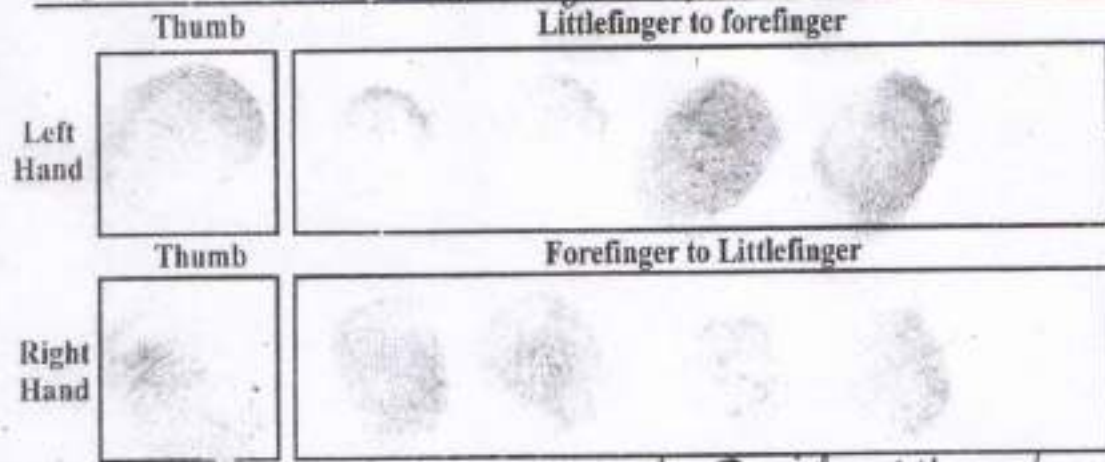 Thumb
Littlefinger to forefinger
Left
Hand
Thumb
Forefinger to Littlefinger
Right
Hand